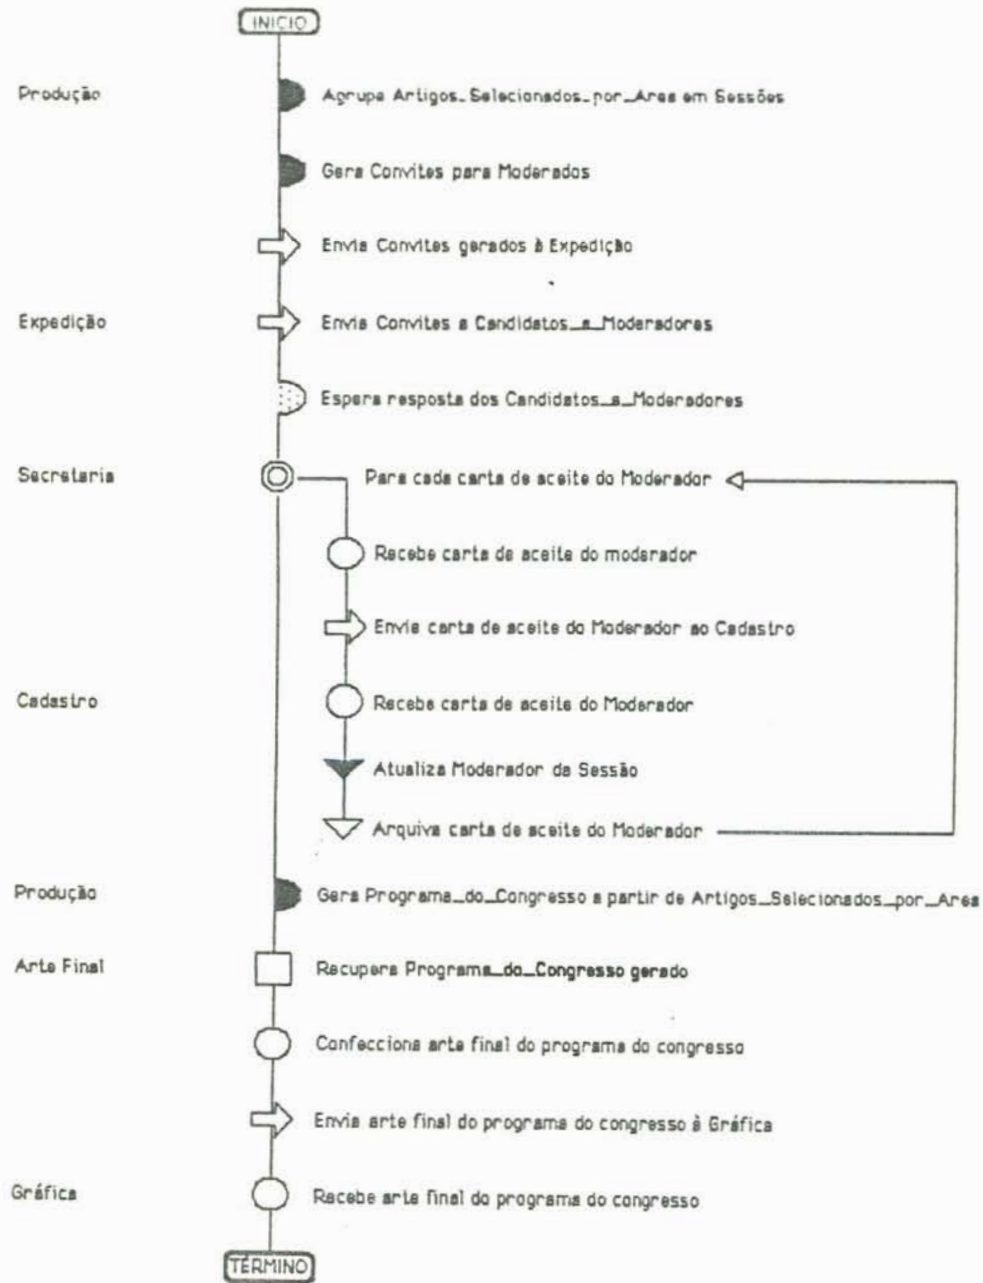 INICIO
Produção
Agrupa Artigos_Selecionados_por_Area em Sessões
Gera Convites para Moderados
Envia Convites gerados à Expedição
Expedição
Envia Convites a Candidatos_a_Moderadores
Espera resposta dos Candidatos_a_Moderadores
Secretaria
Para cada carta de aceite do Moderador
Recebe carta de aceite do moderador
Envia carta de aceite do Moderador ao Cadastro
Cadastro
Recebe carta de aceite do Moderador
Atualiza Moderador da Sessão
Arquiva carta de aceite do Moderador
Produção
Gera Programa_do_Congresso a partir de Artigos_Selecionados_por_Area
Arte Final
Recupera Programa_do_Congresso gerado
Confecciona arte final do programa do congresso
Envia arte final do programa do congresso à Gráfica
Gráfica
Recebe arte final do programa do congresso
TÉRMINO